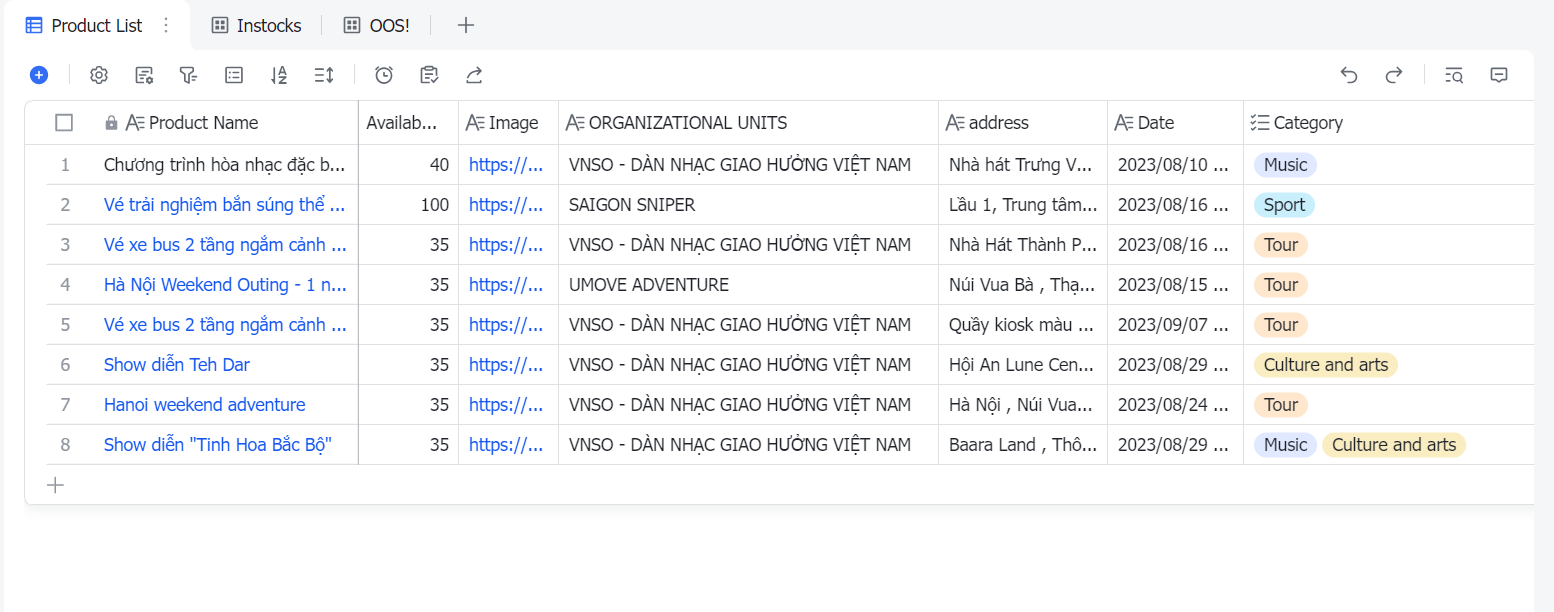 Product List Instocks OOS!
Product Name Availab... Image ORGANIZATIONAL UNITS address Date Category
1 Chương trình hòa nhạc đặc b... 40 https://... VNSO - DÀN NHẠC GIAO HƯỞNG VIỆT NAM Nhà hát Trưng V... 2023/08/10 ... Music
2 Vé trải nghiệm bắn súng thể ... 100 https://... SAIGON SNIPER Lầu 1, Trung tâm... 2023/08/16 ... Sport
3 Vé xe bus 2 tầng ngắm cảnh ... 35 https://... VNSO - DÀN NHẠC GIAO HƯỞNG VIỆT NAM Nhà Hát Thành P... 2023/08/16 ... Tour
4 Hà Nội Weekend Outing - 1 n... 35 https://... UMOVE ADVENTURE Núi Vua Bà , Thạ... 2023/08/15 ... Tour
5 Vé xe bus 2 tầng ngắm cảnh ... 35 https://... VNSO - DÀN NHẠC GIAO HƯỞNG VIỆT NAM Quầy kiosk màu ... 2023/09/07 ... Tour
6 Show diễn Teh Dar 35 https://... VNSO - DÀN NHẠC GIAO HƯỞNG VIỆT NAM Hội An Lune Cen... 2023/08/29 ... Culture and arts
7 Hanoi weekend adventure 35 https://... VNSO - DÀN NHẠC GIAO HƯỞNG VIỆT NAM Hà Nội , Núi Vua... 2023/08/24 ... Tour
8 Show diễn "Tinh Hoa Bắc Bộ" 35 https://... VNSO - DÀN NHẠC GIAO HƯỞNG VIỆT NAM Baara Land , Thô... 2023/08/29 ... Music Culture and arts